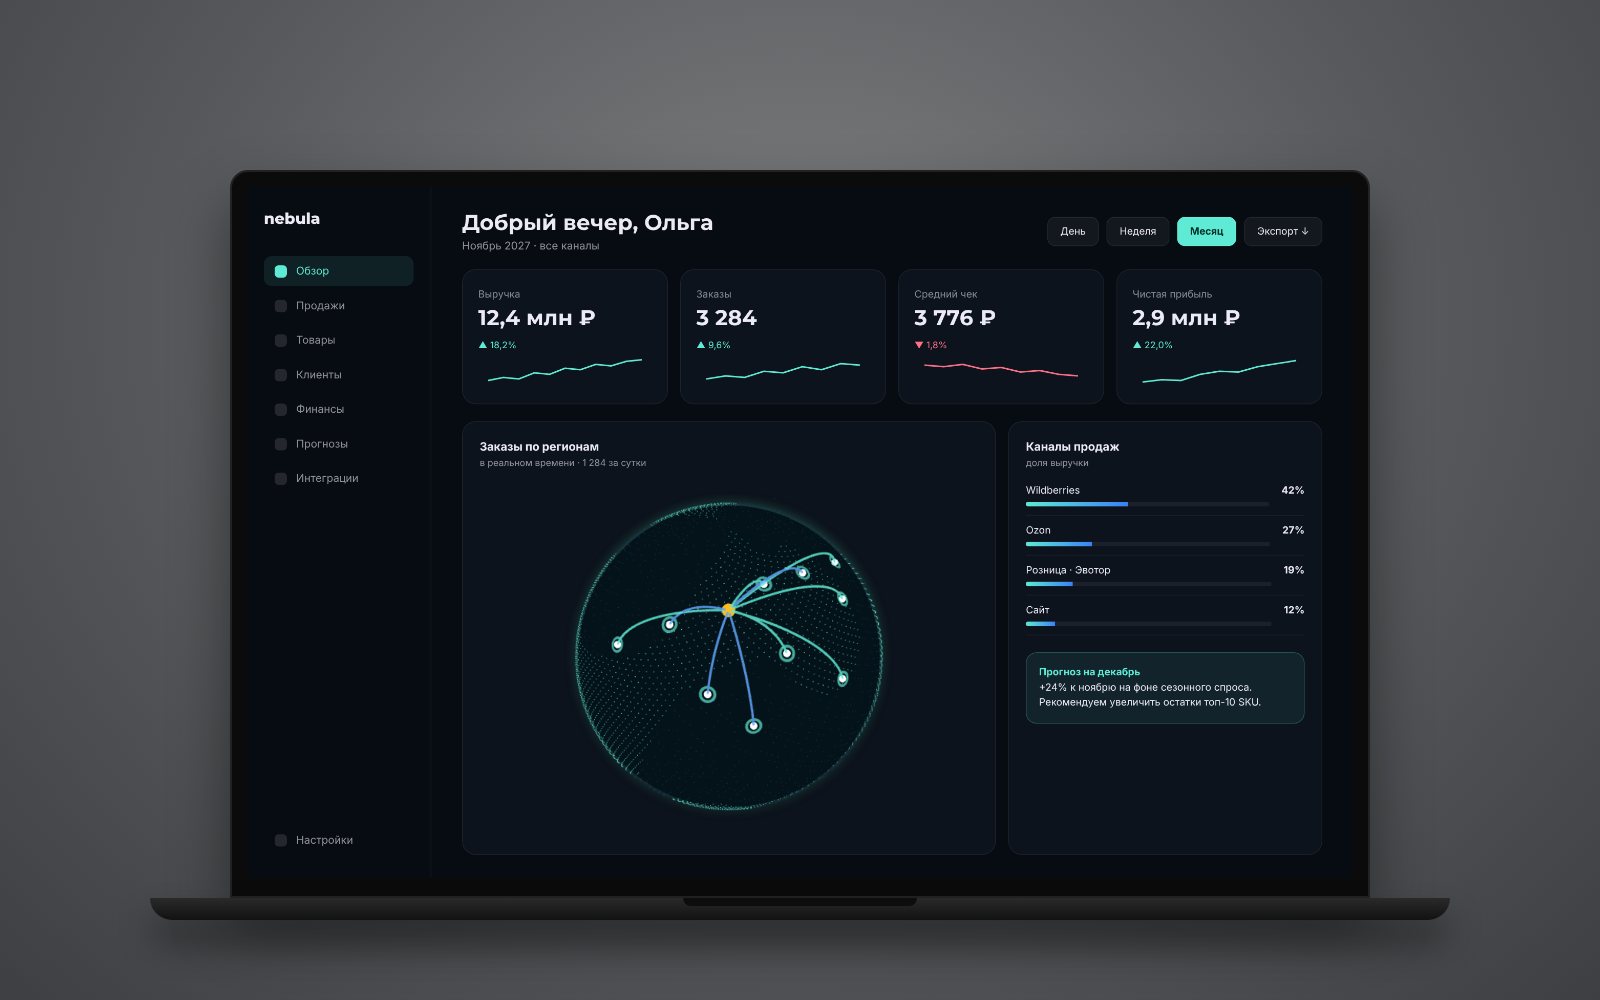 nebula
Обзор
Продажи
Товары
Клиенты
Финансы
Прогнозы
Интеграции
Настройки
Добрый вечер, Ольга
Ноябрь 2027 · все каналы
День
Неделя
Месяц
Экспорт ↓
Выручка
12,4 млн ₽
▲ 18,2%
Заказы
3 284
▲ 9,6%
Средний чек
3 776 ₽
▼ 1,8%
Чистая прибыль
2,9 млн ₽
▲ 22,0%
Заказы по регионам
в реальном времени · 1 284 за сутки
Каналы продаж
доля выручки
Wildberries 42%
Ozon 27%
Розница · Эвотор 19%
Сайт 12%
Прогноз на декабрь
+24% к ноябрю на фоне сезонного спроса.
Рекомендуем увеличить остатки топ-10 SKU.